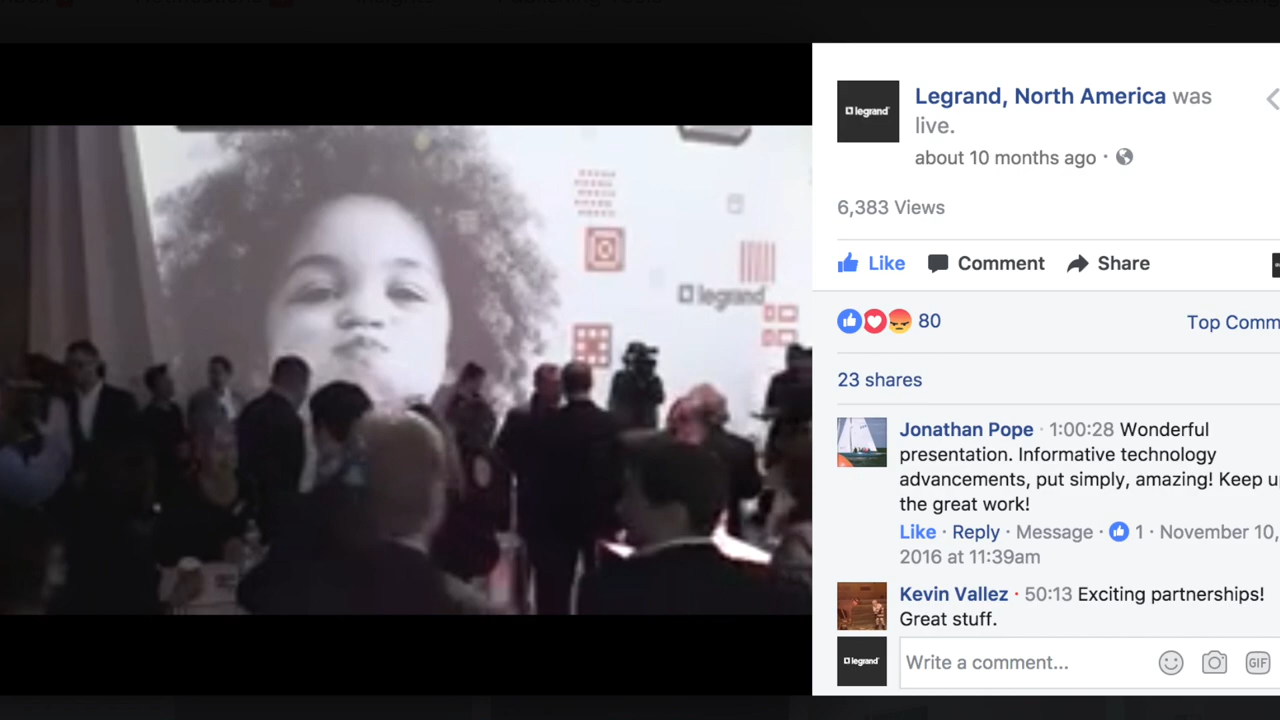 legrand
legrand
Legrand, North America was
live.
about 10 months ago ·
6,383 Views
Like Comment Share
80 Top Comm
23 shares
Jonathan Pope · 1:00:28 Wonderful
presentation. Informative technology
advancements, put simply, amazing! Keep u
the great work!
Like · Reply · Message · 1 · November 10,
2016 at 11:39am
Kevin Vallez · 50:13 Exciting partnerships!
Great stuff.
legrand
Write a comment... GIF